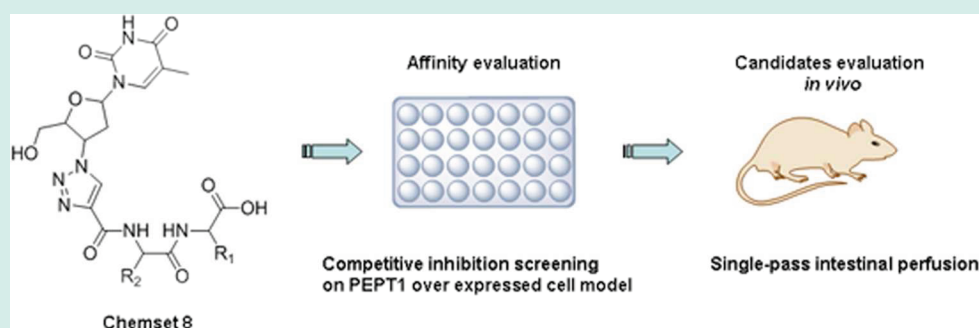 NH
O
O
N
O
HO
N
N
N
O
OH
NH
HN
O
R2
O
R1
Chemset 8
Affinity evaluation
Competitive inhibition screening
on PEPT1 over expressed cell model
Candidates evaluation
in vivo
Single-pass intestinal perfusion